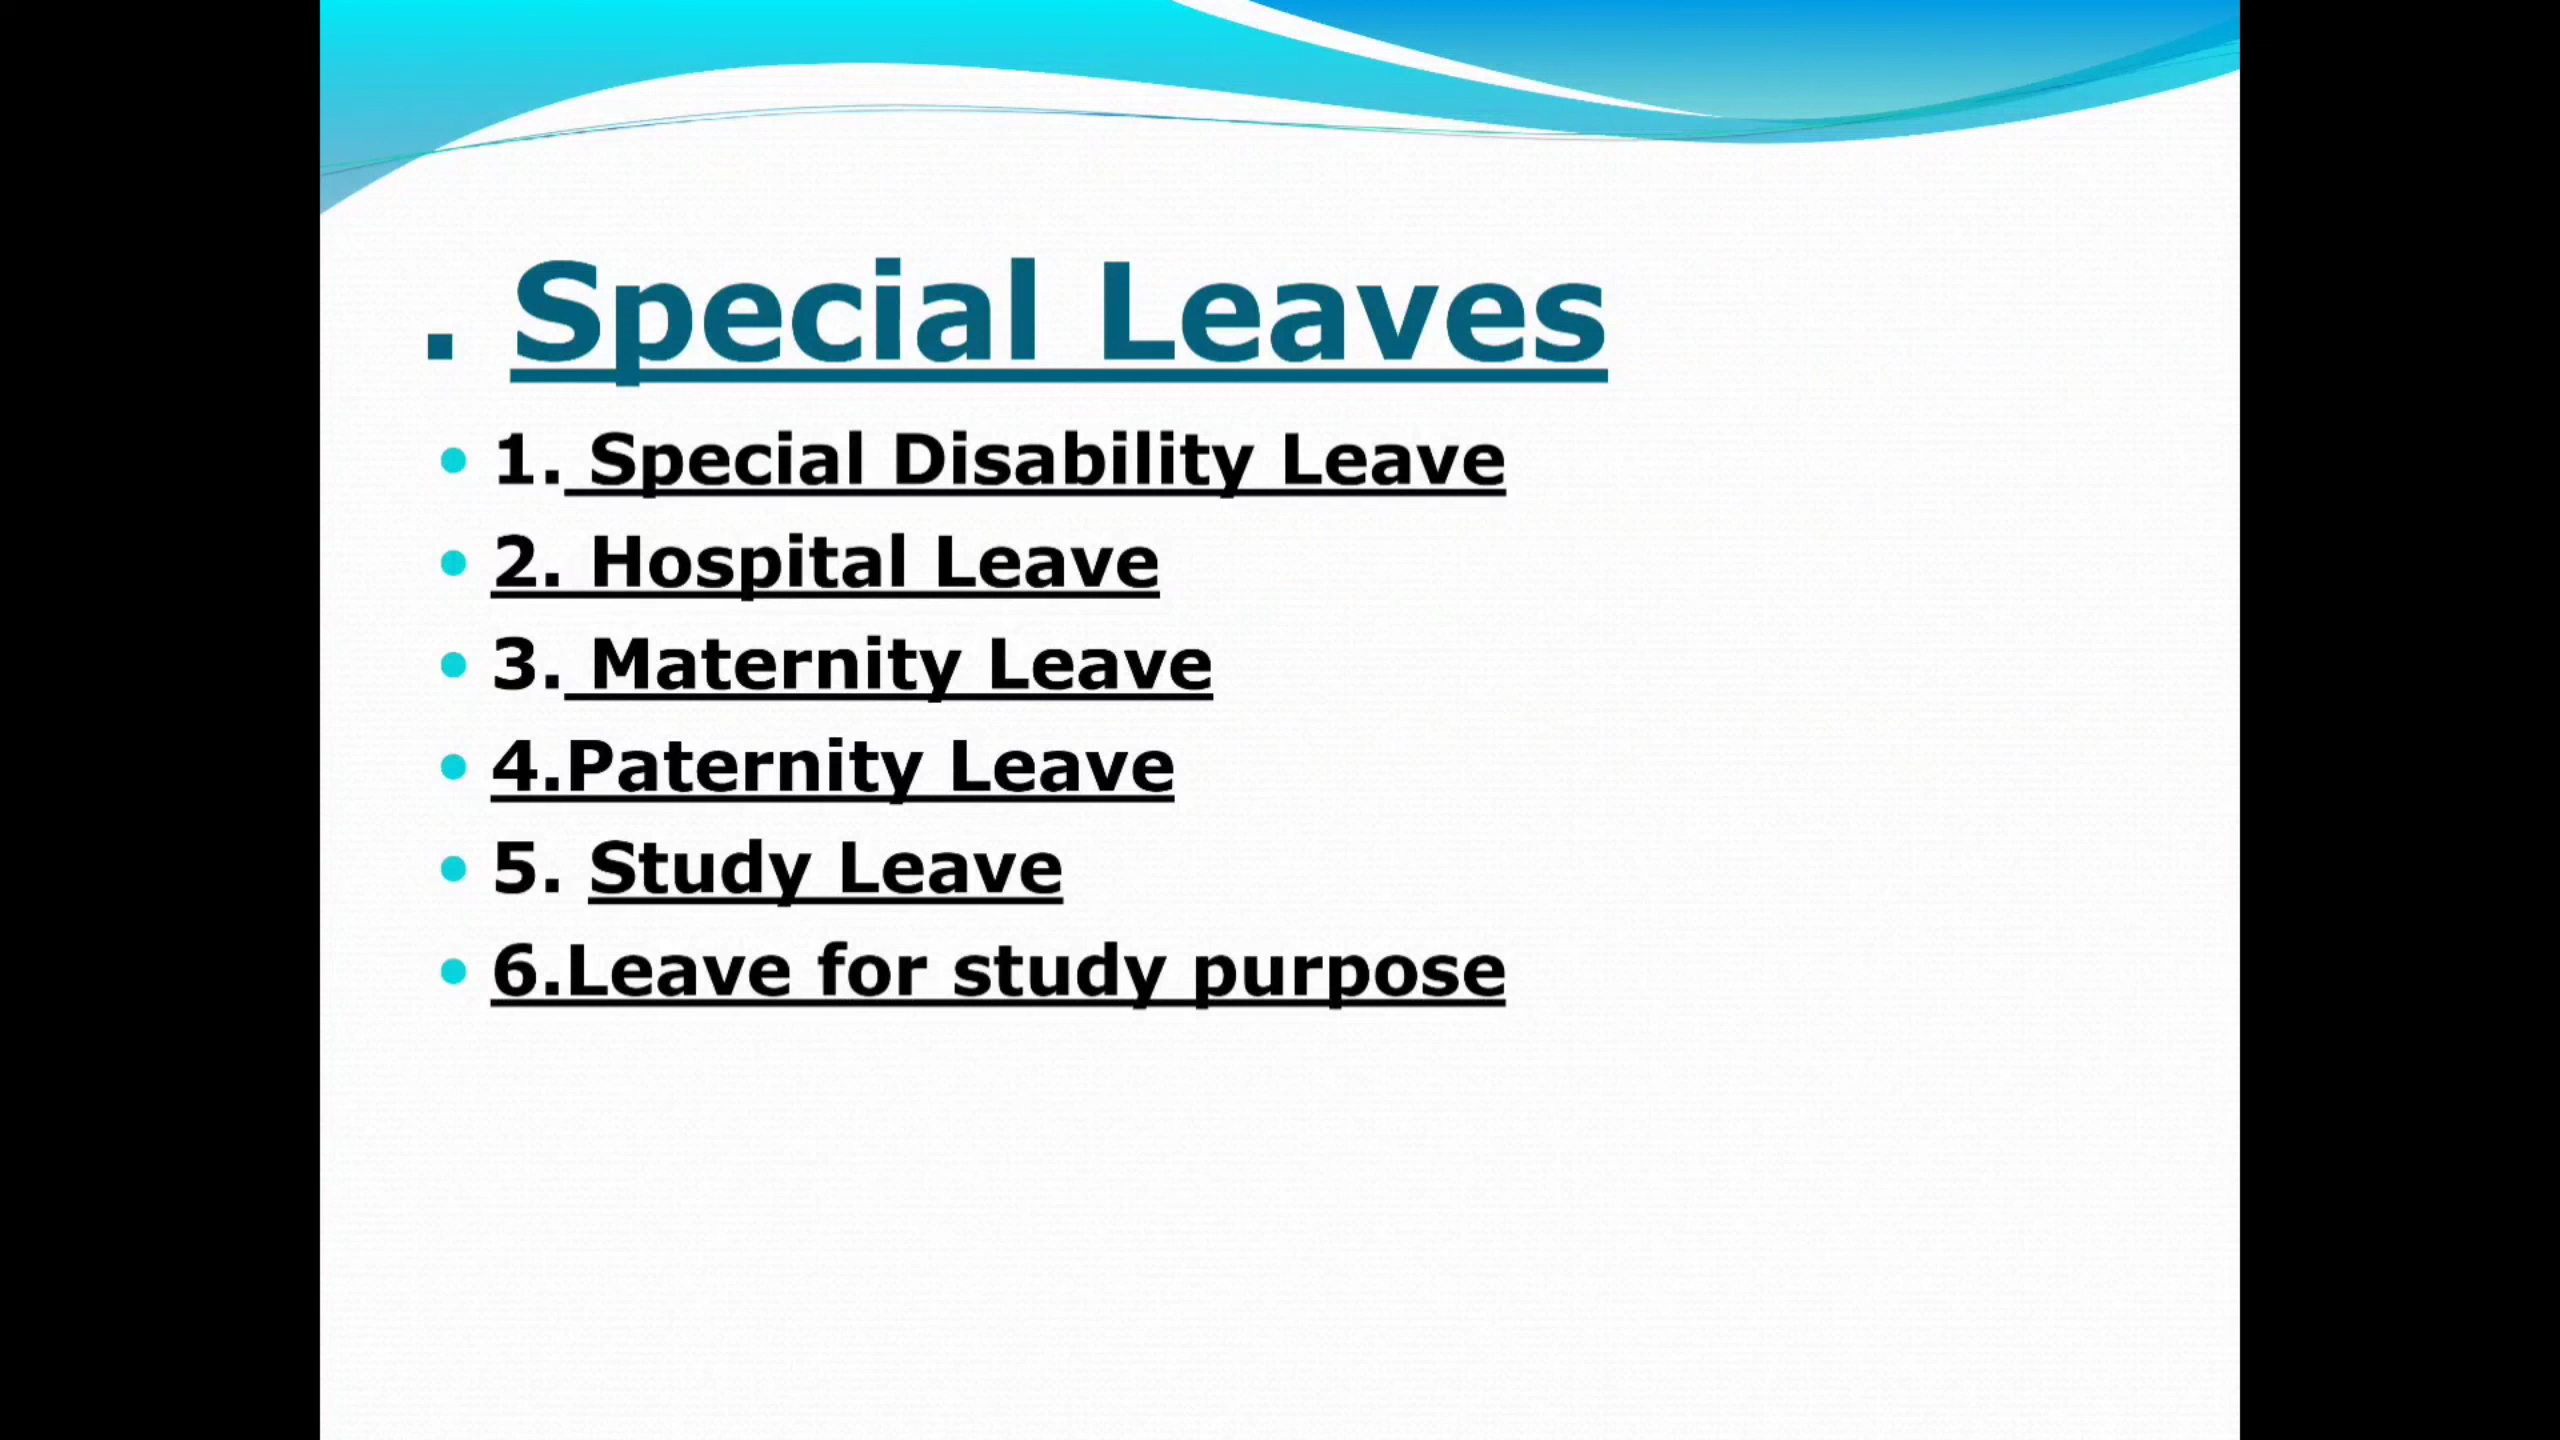 . Special Leaves
• 1. Special Disability Leave
• 2. Hospital Leave
• 3. Maternity Leave
• 4.Paternity Leave
• 5. Study Leave
• 6.Leave for study purpose